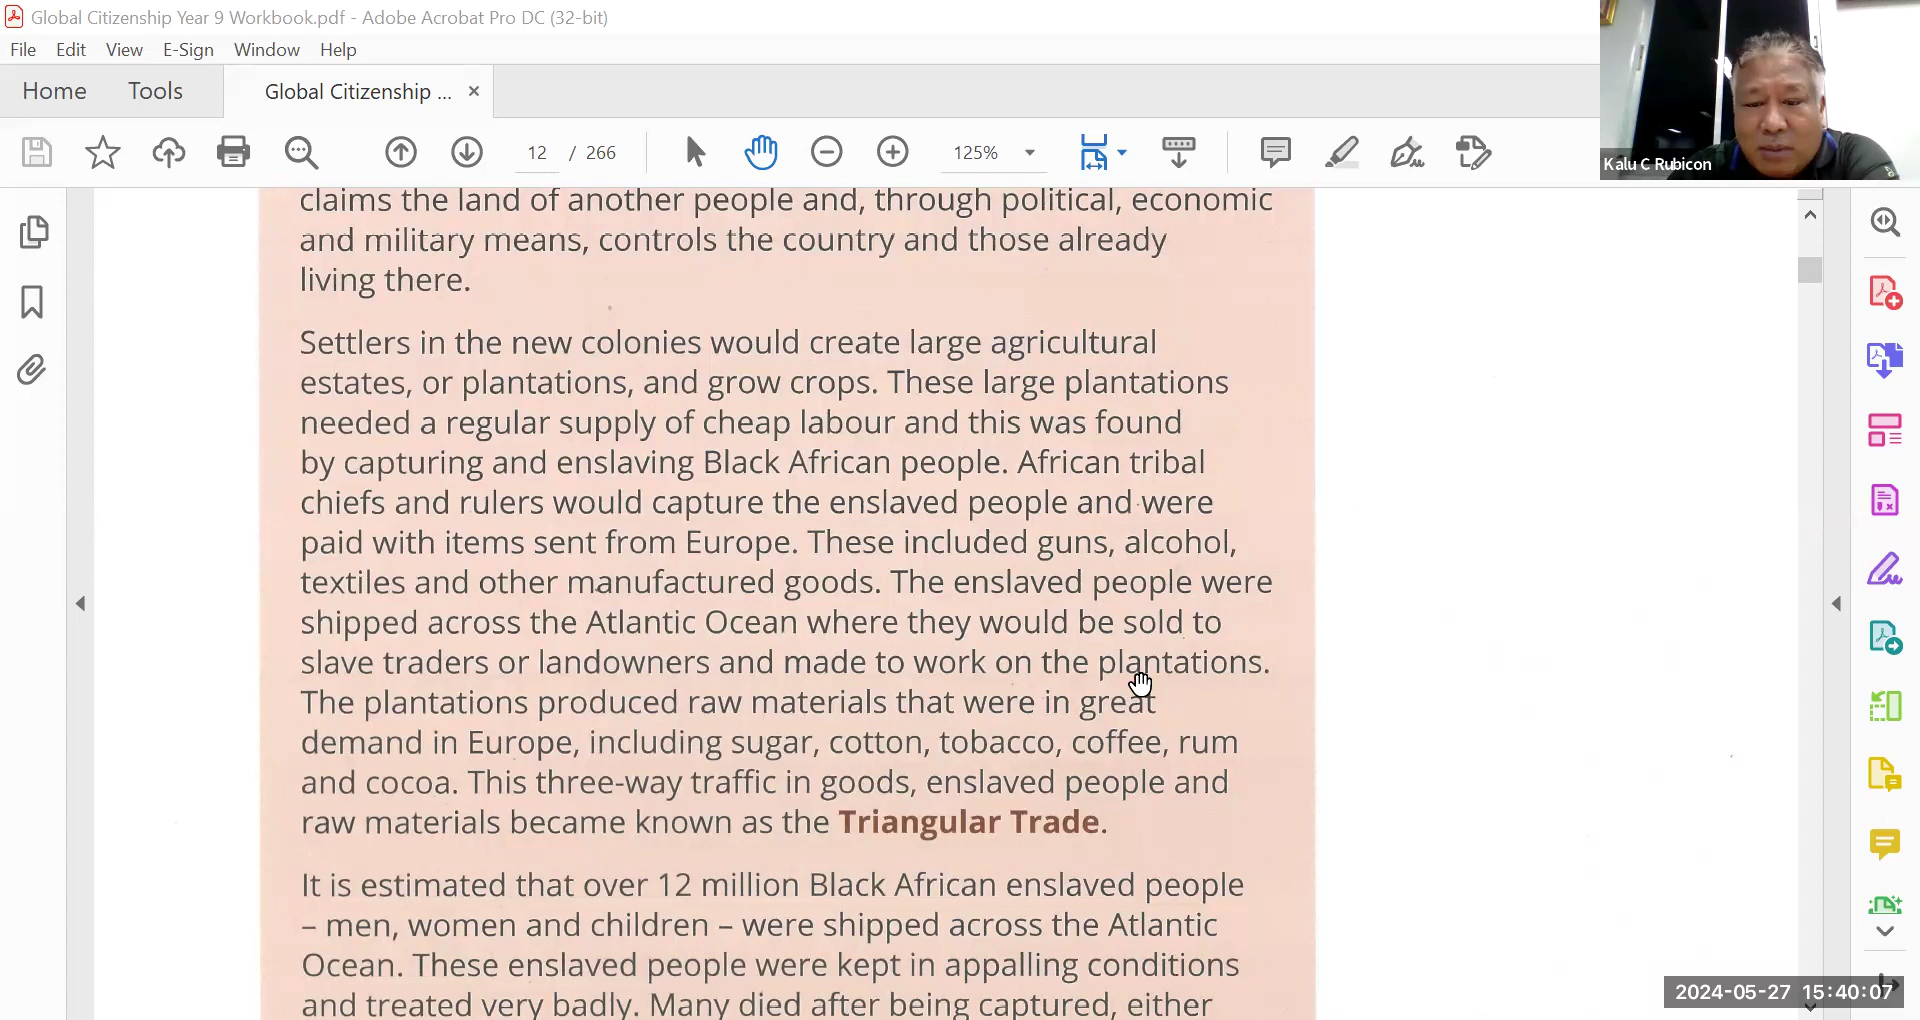 Global Citizenship Year 9 Workbook.pdf - Adobe Acrobat Pro DC (32-bit)
File Edit View E-Sign Window Help
Home Tools Global Citizenship ... ×
12 / 266 125%
Kalu C Rubicon
claims the land of another people and, through political, economic
and military means, controls the country and those already
living there.
Settlers in the new colonies would create large agricultural
estates, or plantations, and grow crops. These large plantations
needed a regular supply of cheap labour and this was found
by capturing and enslaving Black African people. African tribal
chiefs and rulers would capture the enslaved people and were
paid with items sent from Europe. These included guns, alcohol,
textiles and other manufactured goods. The enslaved people were
shipped across the Atlantic Ocean where they would be sold to
slave traders or landowners and made to work on the plantations.
The plantations produced raw materials that were in great
demand in Europe, including sugar, cotton, tobacco, coffee, rum
and cocoa. This three-way traffic in goods, enslaved people and
raw materials became known as the Triangular Trade.
It is estimated that over 12 million Black African enslaved people
– men, women and children – were shipped across the Atlantic
Ocean. These enslaved people were kept in appalling conditions
and treated very badly. Many died after being captured, either
2024-05-27 15:40:07